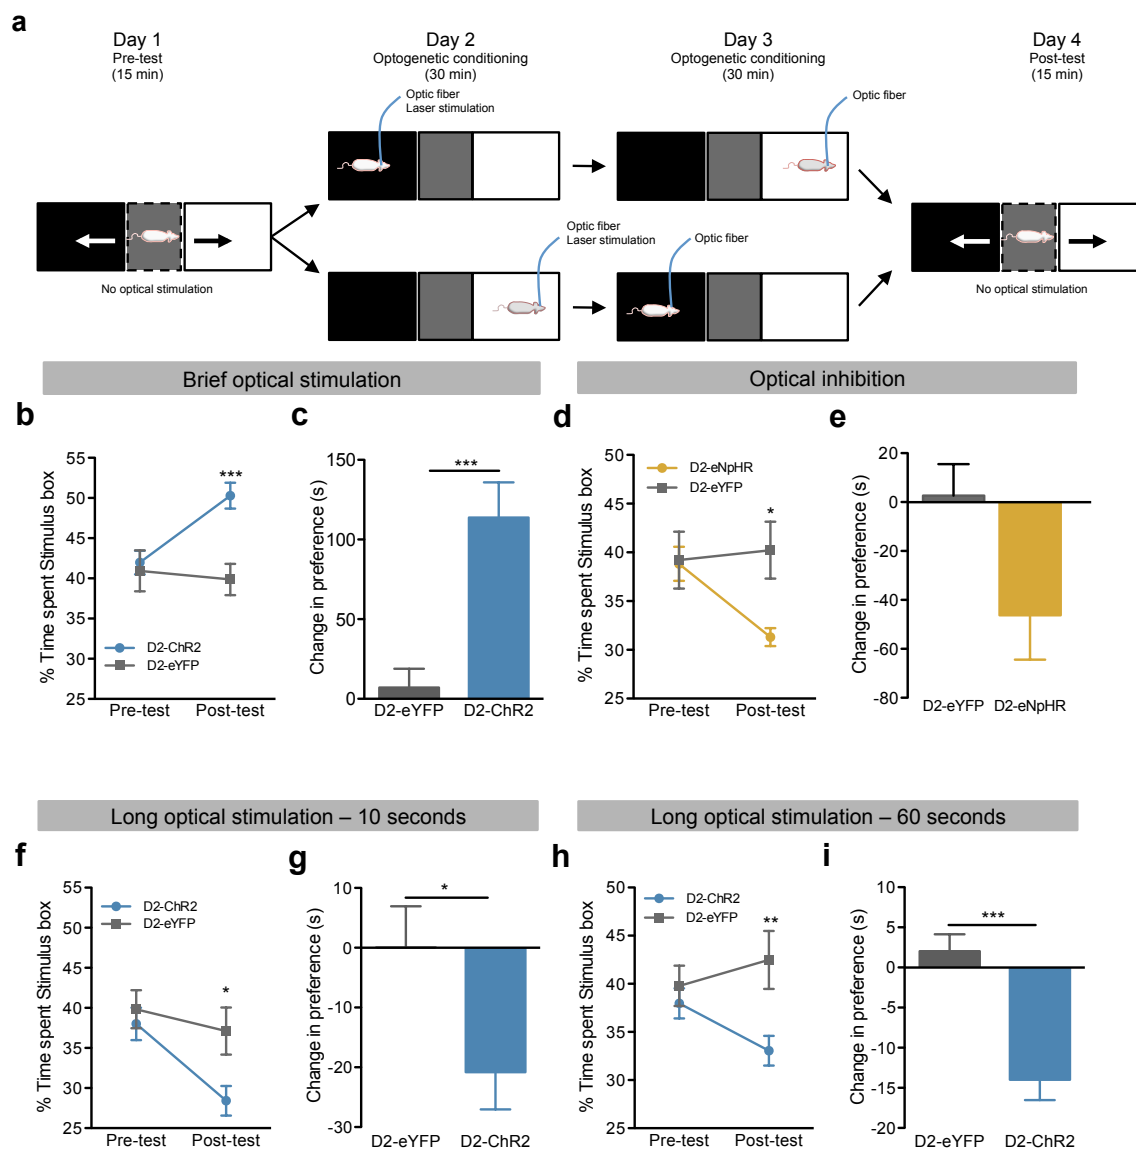 a
Day 1
Pre-test
(15 min)
Day 2
Optogenetic conditioning
(30 min)
Day 3
Optogenetic conditioning
(30 min)
Day 4
Post-test
(15 min)
Optic fiber
Laser stimulation
Optic fiber
No optical stimulation
Optic fiber
Laser stimulation
Optic fiber
No optical stimulation
Brief optical stimulation
Optical inhibition
b
% Time spent Stimulus box
55
50
45
40
35
30
25
***
D2-ChR2
D2-eYFP
Pre-test
Post-test
c
Change in preference (s)
150
100
50
0
***
D2-eYFP
D2-ChR2
d
% Time spent Stimulus box
50
45
40
35
30
25
D2-eNpHR
D2-eYFP
*
Pre-test
Post-test
e
Change in preference (s)
20
0
-20
-40
-60
-80
D2-eYFP
D2-eNpHR
Long optical stimulation – 10 seconds
Long optical stimulation – 60 seconds
f
% Time spent Stimulus box
55
50
45
40
35
30
25
D2-ChR2
D2-eYFP
*
Pre-test
Post-test
g
Change in preference (s)
10
0
-10
-20
-30
*
D2-eYFP
D2-ChR2
h
% Time spent Stimulus box
50
45
40
35
30
25
D2-ChR2
D2-eYFP
**
Pre-test
Post-test
i
Change in preference (s)
10
5
0
-5
-10
-15
-20
***
D2-eYFP
D2-ChR2